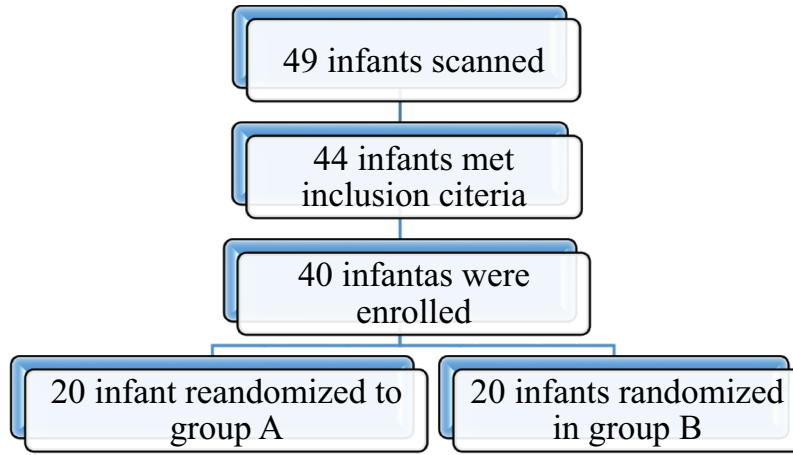 49 infants scanned
44 infants met
inclusion citeria
40 infantas were
enrolled
20 infant reandomized to
group A
20 infants randomized
in group B